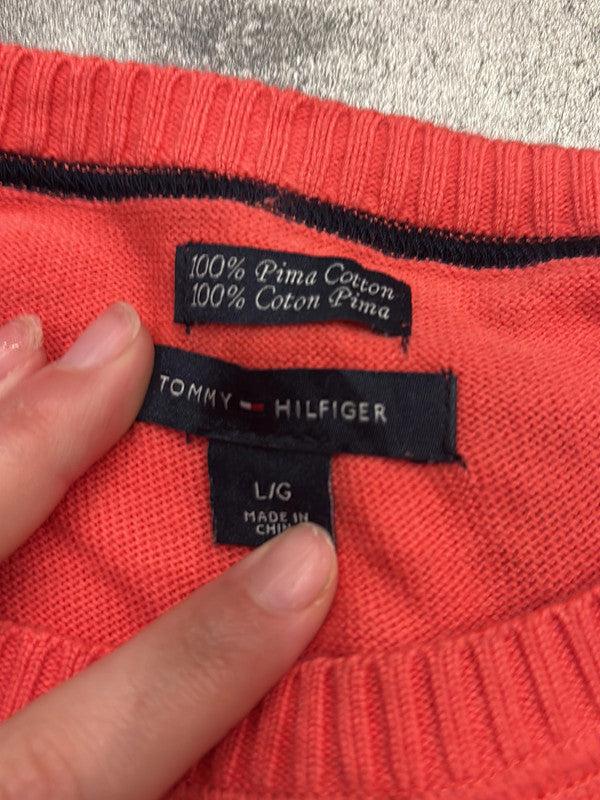 100% Pima Cotton
100% Coton Pima
TOMMY HILFIGER
L/G
MADE IN